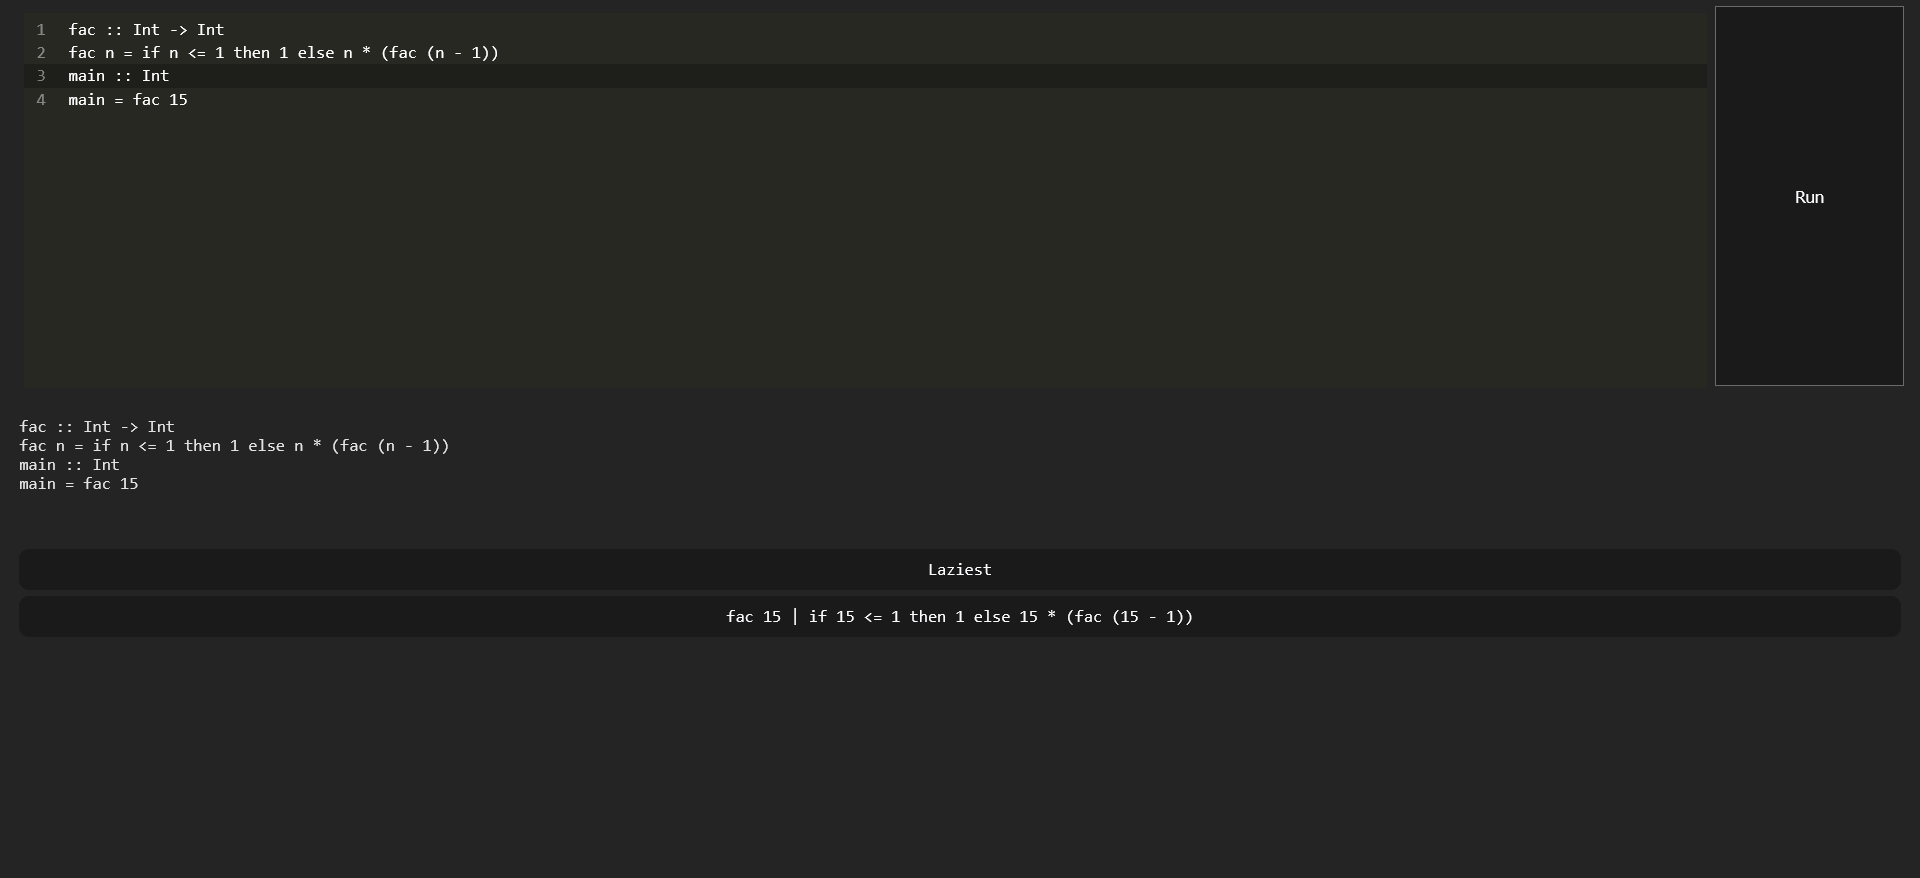 1 fac :: Int -> Int
2 fac n = if n <= 1 then 1 else n * (fac (n - 1))
3 main :: Int
4 main = fac 15
Run
fac :: Int -> Int
fac n = if n <= 1 then 1 else n * (fac (n - 1))
main :: Int
main = fac 15
Laziest
fac 15 | if 15 <= 1 then 1 else 15 * (fac (15 - 1))